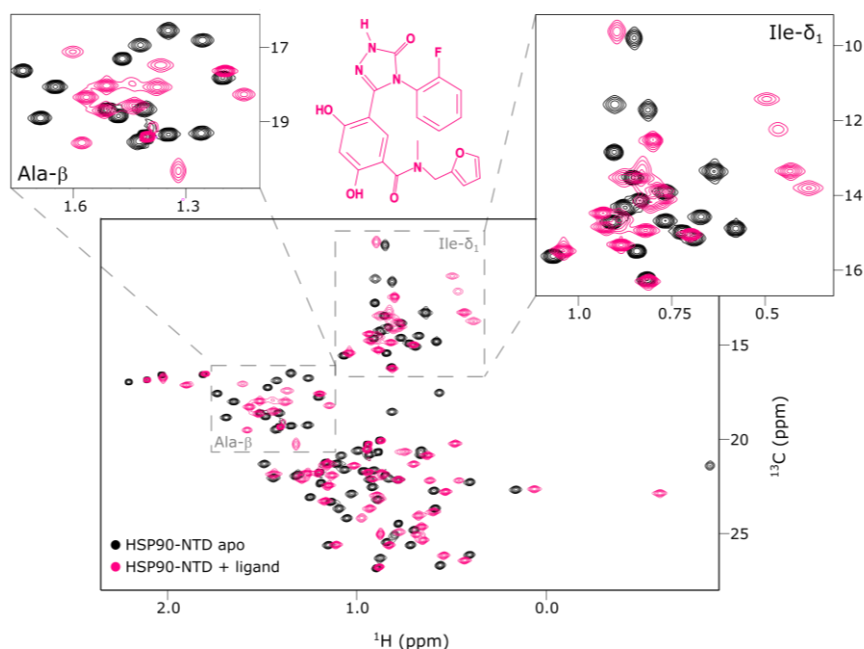 Ala-β
17
19
1.6
1.3
H
N
O
N
N
F
HO
N
O
OH
O
Ile-δ1
10
12
14
16
1.0
0.75
0.5
Ile-δ1
Ala-β
15
20
25
13C (ppm)
HSP90-NTD apo
HSP90-NTD + ligand
2.0
1.0
0.0
1H (ppm)